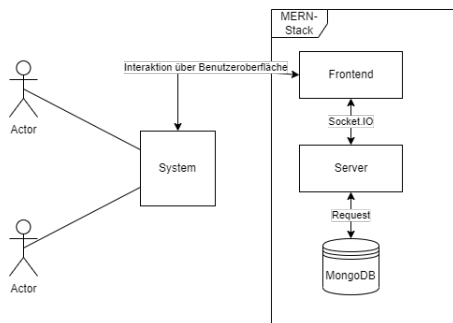 MERN-
Stack
Interaktion über Benutzeroberfläche
Frontend
Actor
Socket.IO
System
Server
Request
Actor
MongoDB